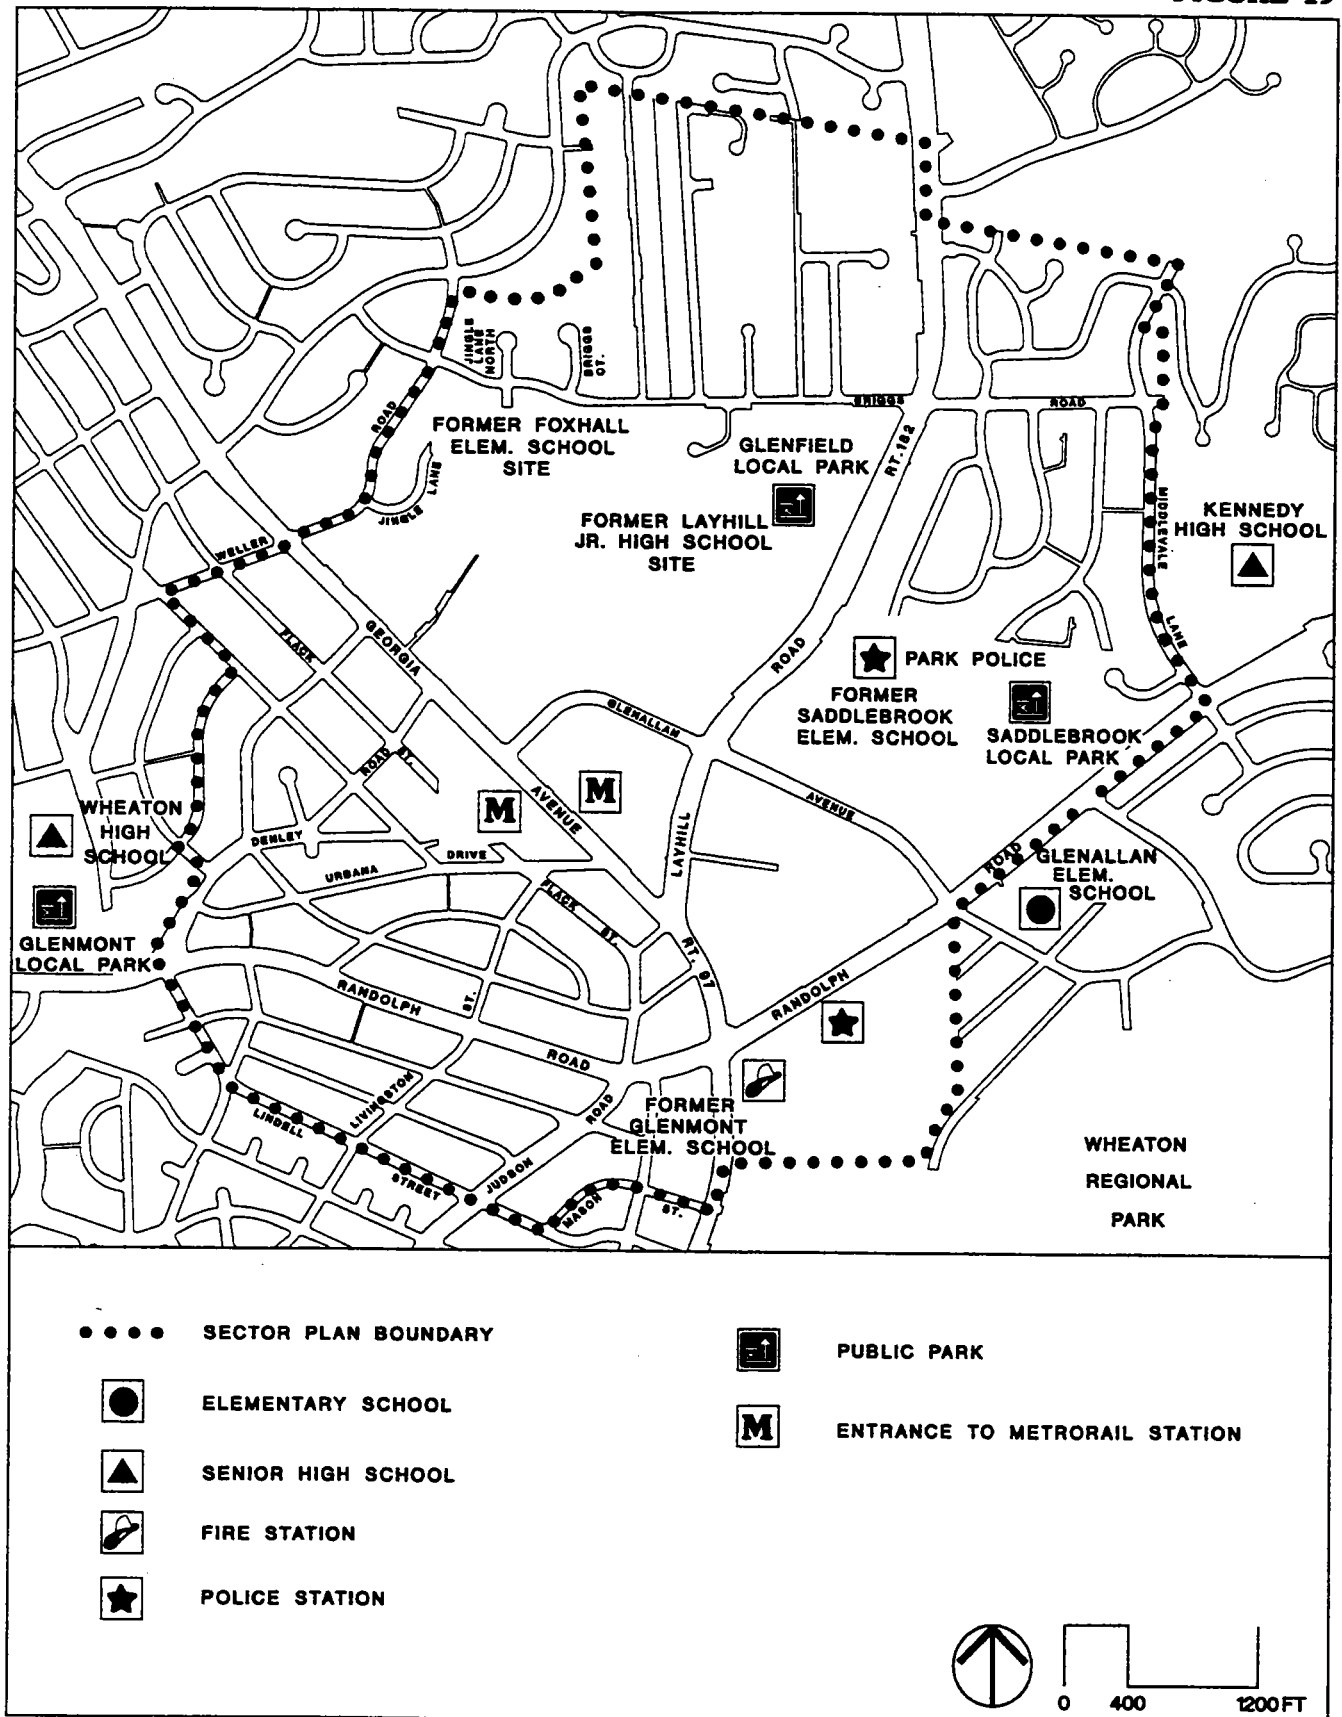 JINGLE
LANE
NORTH
BRIGGS
CT.
BRIGGS
ROAD
ROAD
FORMER FOXHALL
ELEM. SCHOOL
SITE
GLENFIELD
LOCAL PARK
RT.182
JINGLE LANE
FORMER LAYHILL
JR. HIGH SCHOOL
SITE
MIDDLEVALE
LANE
KENNEDY
HIGH SCHOOL
WELLER
FLACK
GEORGIA
ROAD
PARK POLICE
FORMER
SADDLEBROOK
ELEM. SCHOOL
SADDLEBROOK
LOCAL PARK
GLENALLAN
ROAD
ST.
M
M
AVENUE
AVENUE
WHEATON
HIGH
SCHOOL
DENLEY
DRIVE
URBANA
LAYHILL
ROAD
GLENALLAN
ELEM.
SCHOOL
FLACK
ST.
GLENMONT
LOCAL PARK
RT. 97
RANDOLPH
ST.
RANDOLPH
ROAD
LIVINGSTON
LINDELL
ROAD
FORMER
GLENMONT
ELEM. SCHOOL
STREET
JUDSON
MASON
ST.
WHEATON
REGIONAL
PARK
SECTOR PLAN BOUNDARY
ELEMENTARY SCHOOL
SENIOR HIGH SCHOOL
FIRE STATION
POLICE STATION
PUBLIC PARK
M
ENTRANCE TO METRORAIL STATION
0 400 1200 FT